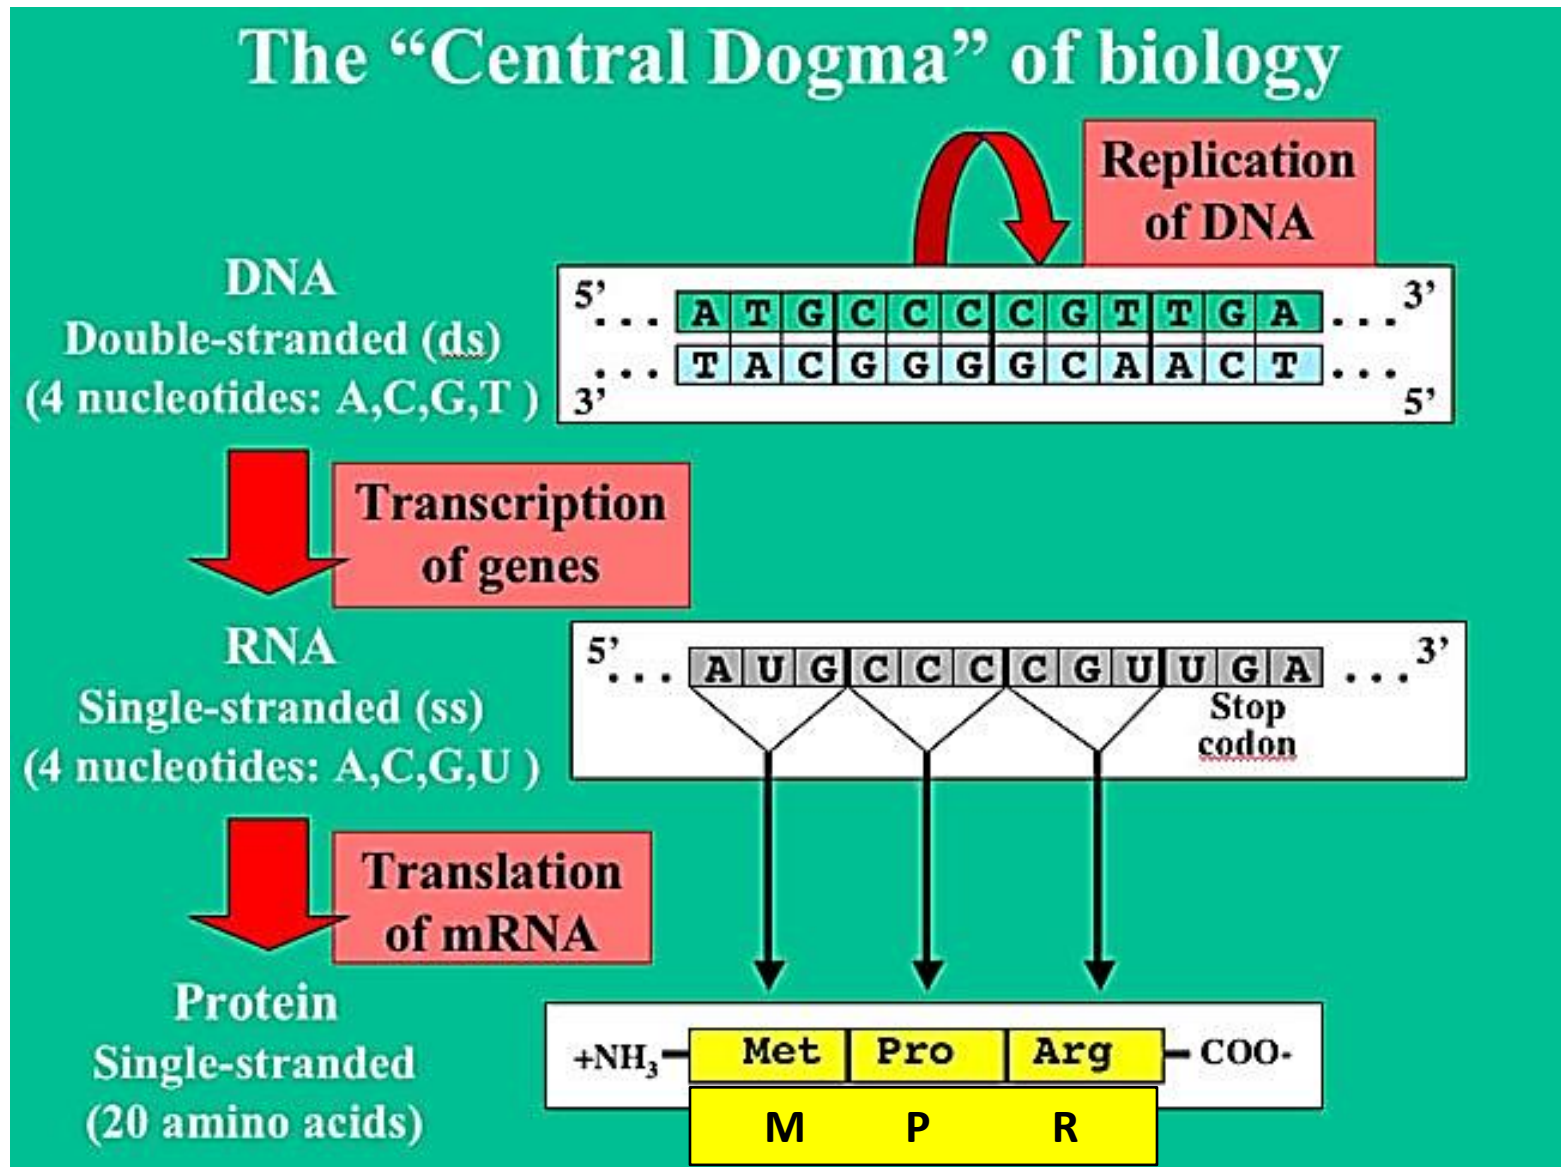 The “Central Dogma” of biology
Replication
of DNA
DNA
Double-stranded (ds)
(4 nucleotides: A,C,G,T )
5’ ... A T G C C C C G T T G A ... 3’
... T A C G G G G C A A C T ...
3’ 5’
Transcription
of genes
RNA
Single-stranded (ss)
(4 nucleotides: A,C,G,U )
5’ ... A U G C C C C G U U G A ... 3’
Stop
codon
Translation
of mRNA
Protein
Single-stranded
(20 amino acids)
+NH₃ Met Pro Arg COO-
M P R